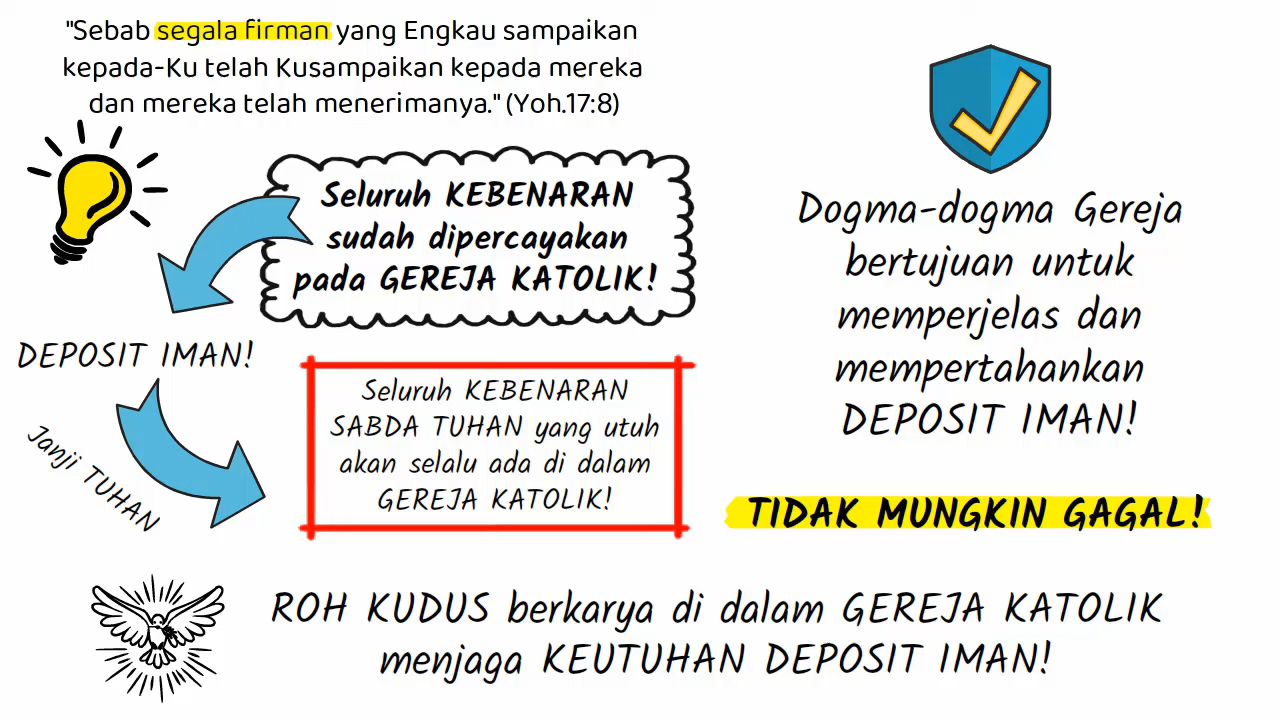 "Sebab segala firman yang Engkau sampaikan
kepada-Ku telah Kusampaikan kepada mereka
dan mereka telah menerimanya." (Yoh.17:8)
Seluruh KEBENARAN
sudah dipercayakan
pada GEREJA KATOLIK!
DEPOSIT IMAN!
Janji TUHAN
Seluruh KEBENARAN
SABDA TUHAN yang utuh
akan selalu ada di dalam
GEREJA KATOLIK!
Dogma-dogma Gereja
bertujuan untuk
memperjelas dan
mempertahankan
DEPOSIT IMAN!
TIDAK MUNGKIN GAGAL!
ROH KUDUS berkarya di dalam GEREJA KATOLIK
menjaga KEUTUHAN DEPOSIT IMAN!